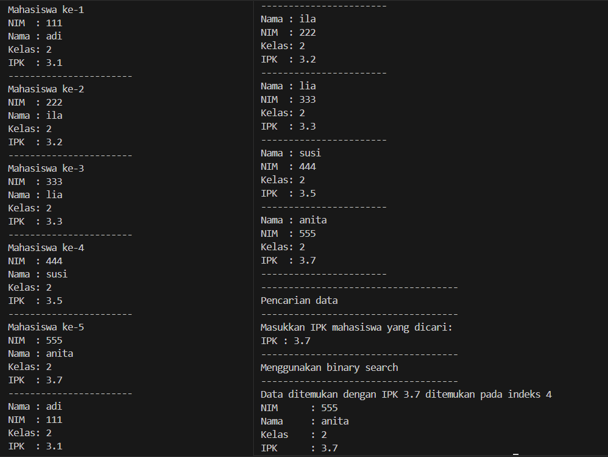 Mahasiswa ke-1
NIM  : 111
Nama : adi
Kelas: 2
IPK  : 3.1
-----------------------
Mahasiswa ke-2
NIM  : 222
Nama : ila
Kelas: 2
IPK  : 3.2
-----------------------
Mahasiswa ke-3
NIM  : 333
Nama : lia
Kelas: 2
IPK  : 3.3
-----------------------
Mahasiswa ke-4
NIM  : 444
Nama : susi
Kelas: 2
IPK  : 3.5
-----------------------
Mahasiswa ke-5
NIM  : 555
Nama : anita
Kelas: 2
IPK  : 3.7
-----------------------
Nama : adi
NIM  : 111
Kelas: 2
IPK  : 3.1
-----------------------
Nama : ila
NIM  : 222
Kelas: 2
IPK  : 3.2
-----------------------
Nama : lia
NIM  : 333
Kelas: 2
IPK  : 3.3
-----------------------
Nama : susi
NIM  : 444
Kelas: 2
IPK  : 3.5
-----------------------
Nama : anita
NIM  : 555
Kelas: 2
IPK  : 3.7
-----------------------
------------------------------------
Pencarian data
------------------------------------
Masukkan IPK mahasiswa yang dicari:
IPK : 3.7
------------------------------------
Menggunakan binary search
------------------------------------
Data ditemukan dengan IPK 3.7 ditemukan pada indeks 4
NIM      : 555
Nama     : anita
Kelas    : 2
IPK      : 3.7